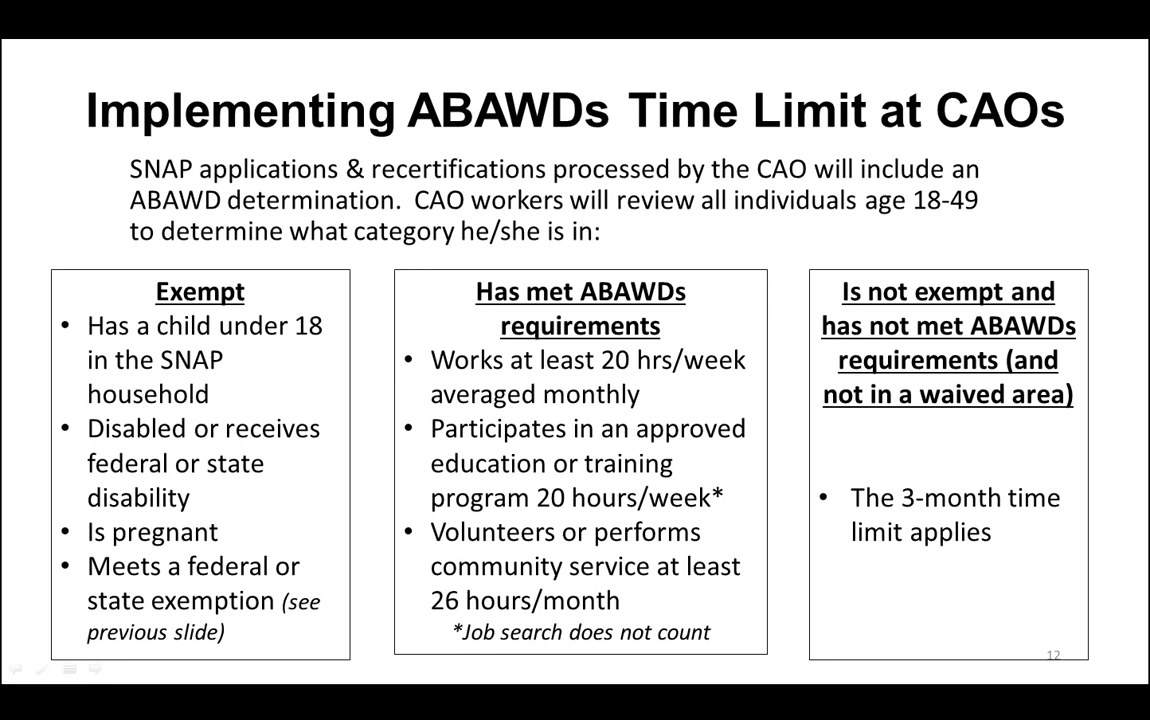 Implementing ABAWDs Time Limit at CAOs
SNAP applications & recertifications processed by the CAO will include an
ABAWD determination. CAO workers will review all individuals age 18-49
to determine what category he/she is in:
Exempt
• Has a child under 18
in the SNAP
household
• Disabled or receives
federal or state
disability
• Is pregnant
• Meets a federal or
state exemption (see
previous slide)
Has met ABAWDs
requirements
• Works at least 20 hrs/week
averaged monthly
• Participates in an approved
education or training
program 20 hours/week*
• Volunteers or performs
community service at least
26 hours/month
*Job search does not count
Is not exempt and
has not met ABAWDs
requirements (and
not in a waived area)
• The 3-month time
limit applies
12